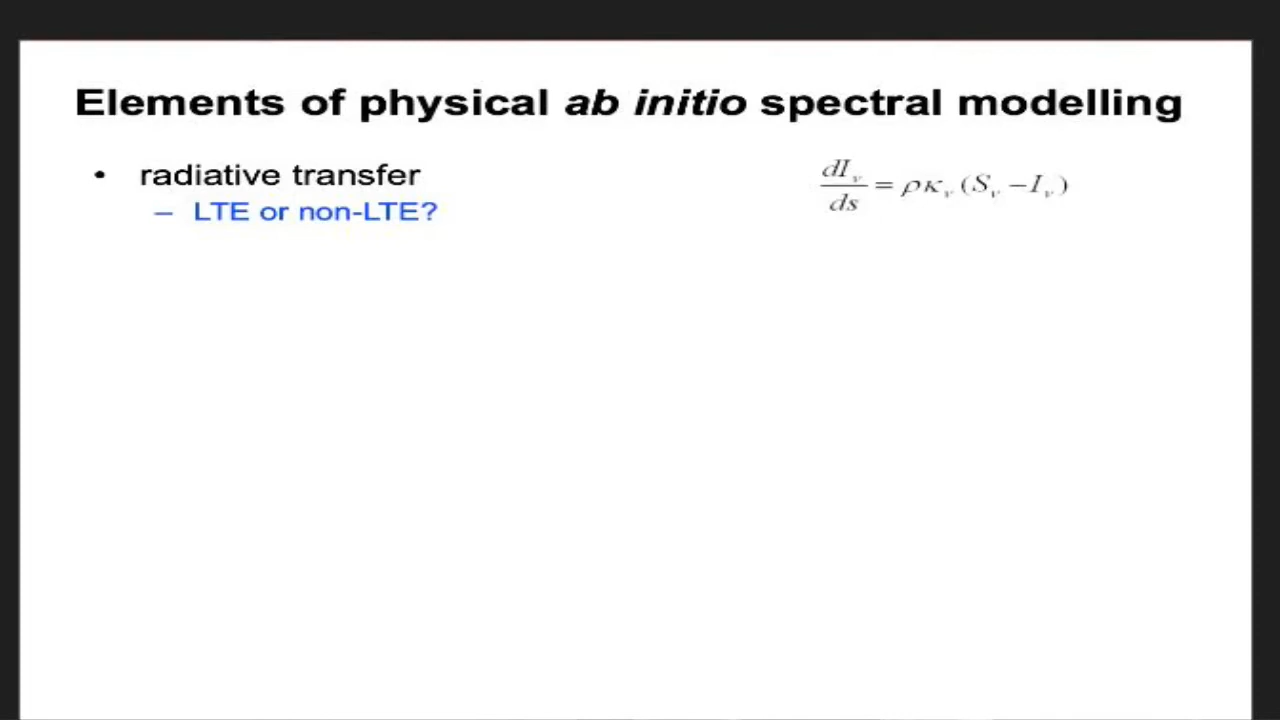 Elements of physical ab initio spectral modelling
• radiative transfer
– LTE or non-LTE?
dI_ν/ds = ρκ_ν (S_ν − I_ν)